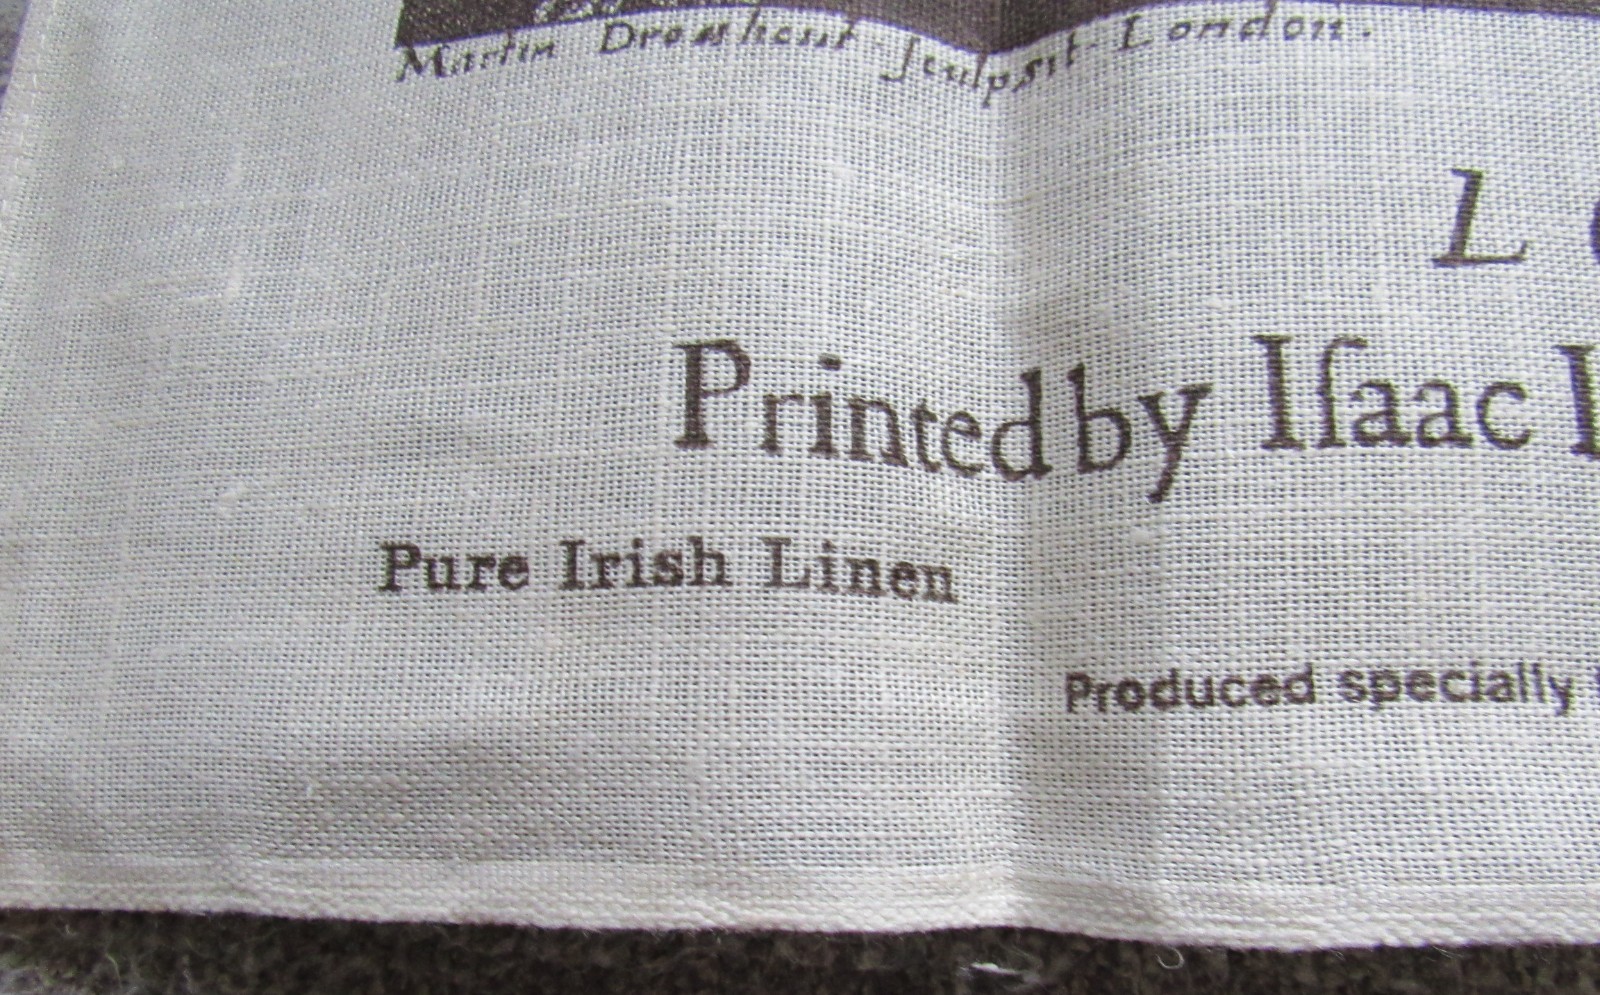 Martin Droeshout Sculpsit London.
L
Printed by Iſaac
Pure Irish Linen
Produced specially